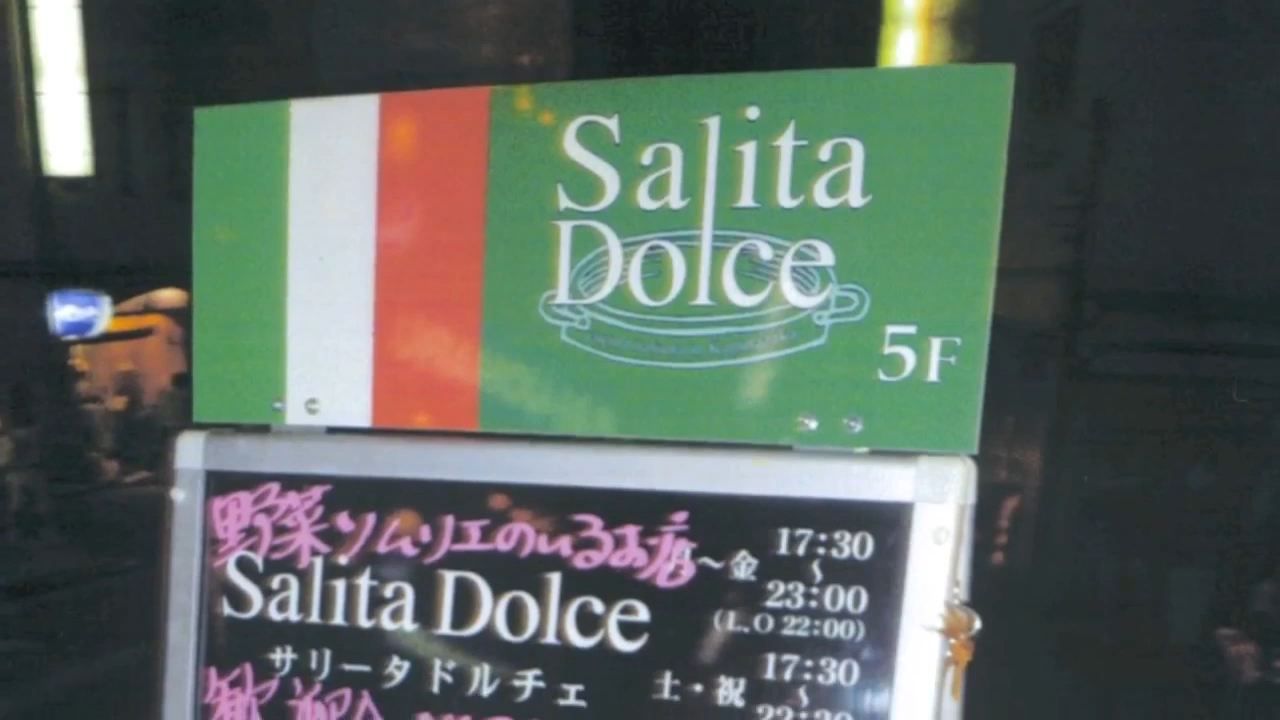 Salita
Dolce
5F
野菜ソムリエのいるお店
Salita Dolce
サリータドルチェ
～金 17:30
～
23:00
(L.O 22:00)
土・祝 17:30
～